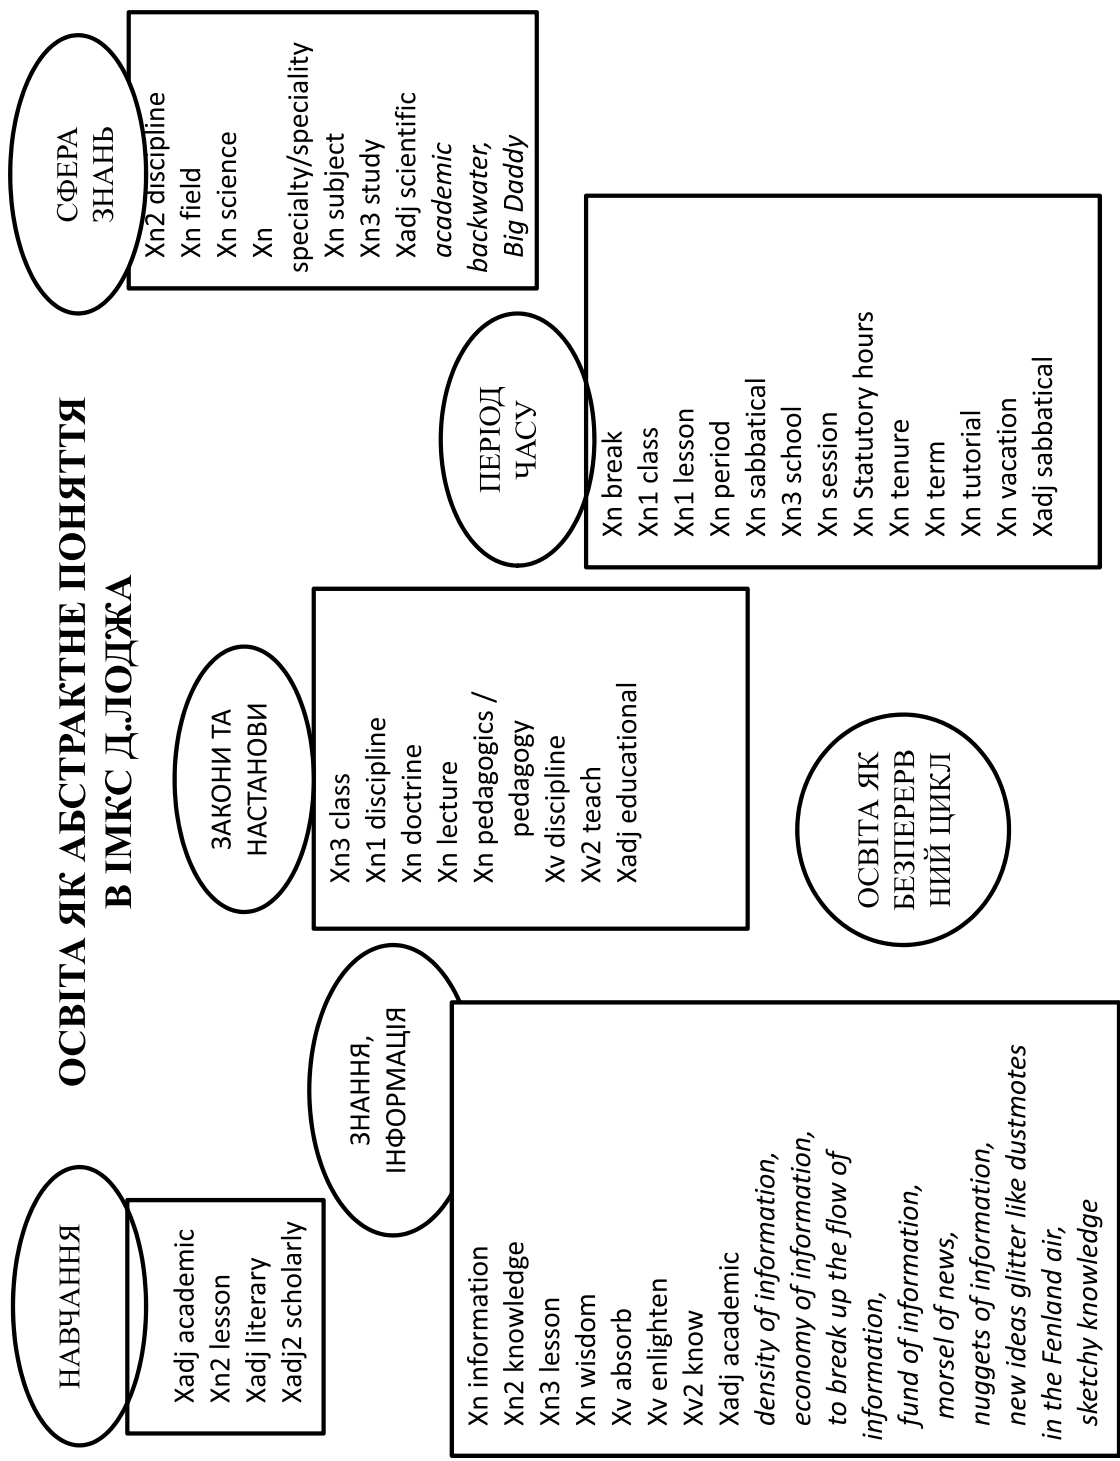 ОСВІТА ЯК АБСТРАКТНЕ ПОНЯТТЯ
В ІМКС Д.ЛОДЖА
НАВЧАННЯ
Xadj academic
Xn2 lesson
Xadj literary
Xadj2 scholarly
ЗНАННЯ,
ІНФОРМАЦІЯ
Xn information
Xn2 knowledge
Xn3 lesson
Xn wisdom
Xv absorb
Xv enlighten
Xv2 know
Xadj academic
density of information,
economy of information,
to break up the flow of
information,
fund of information,
morsel of news,
nuggets of information,
new ideas glitter like dustmotes
in the Fenland air,
sketchy knowledge
ЗАКОНИ ТА
НАСТАНОВИ
Xn3 class
Xn1 discipline
Xn doctrine
Xn lecture
Xn pedagogics /
pedagogy
Xv discipline
Xv2 teach
Xadj educational
ОСВІТА ЯК
БЕЗПЕРЕРВ
НИЙ ЦИКЛ
ПЕРІОД
ЧАСУ
Xn break
Xn1 class
Xn1 lesson
Xn period
Xn sabbatical
Xn3 school
Xn session
Xn Statutory hours
Xn tenure
Xn term
Xn tutorial
Xn vacation
Xadj sabbatical
СФЕРА
ЗНАНЬ
Xn2 discipline
Xn field
Xn science
Xn
specialty/speciality
Xn subject
Xn3 study
Xadj scientific
academic
backwater,
Big Daddy